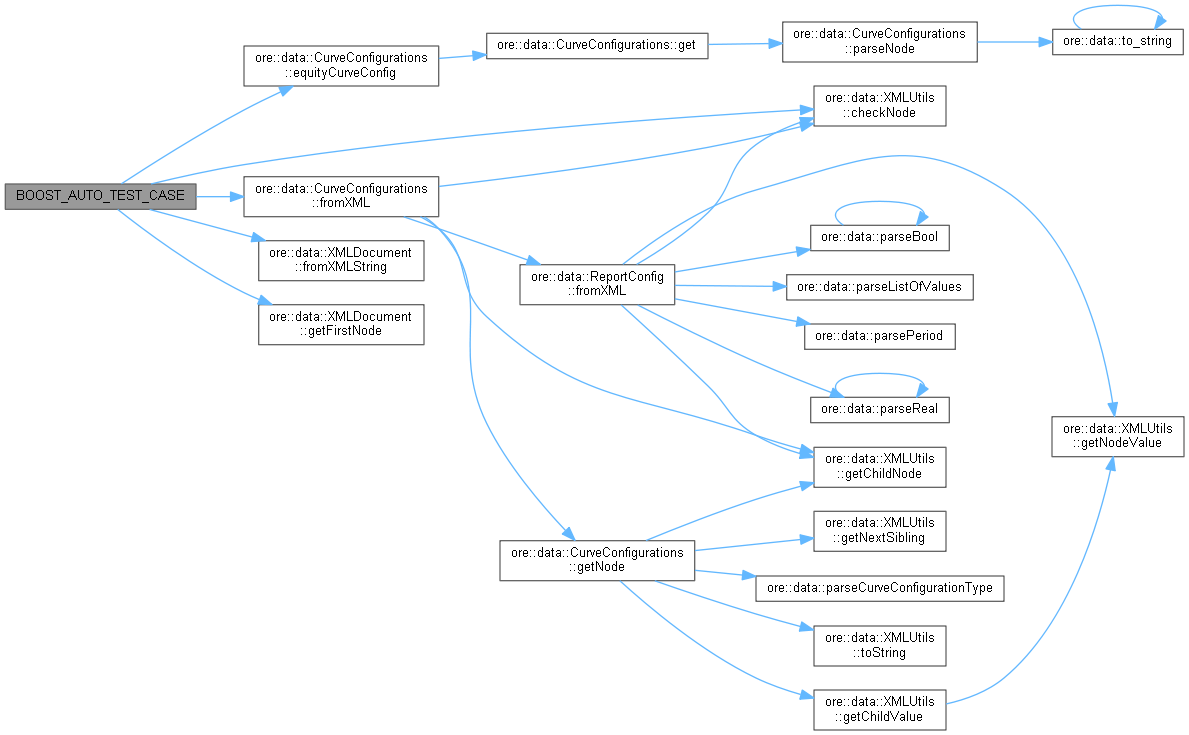 BOOST_AUTO_TEST_CASE
ore::data::CurveConfigurations
::equityCurveConfig
ore::data::CurveConfigurations::get
ore::data::CurveConfigurations
::parseNode
ore::data::to_string
ore::data::XMLUtils
::checkNode
ore::data::CurveConfigurations
::fromXML
ore::data::XMLDocument
::fromXMLString
ore::data::XMLDocument
::getFirstNode
ore::data::ReportConfig
::fromXML
ore::data::parseBool
ore::data::parseListOfValues
ore::data::parsePeriod
ore::data::parseReal
ore::data::XMLUtils
::getNodeValue
ore::data::XMLUtils
::getChildNode
ore::data::CurveConfigurations
::getNode
ore::data::XMLUtils
::getNextSibling
ore::data::parseCurveConfigurationType
ore::data::XMLUtils
::toString
ore::data::XMLUtils
::getChildValue